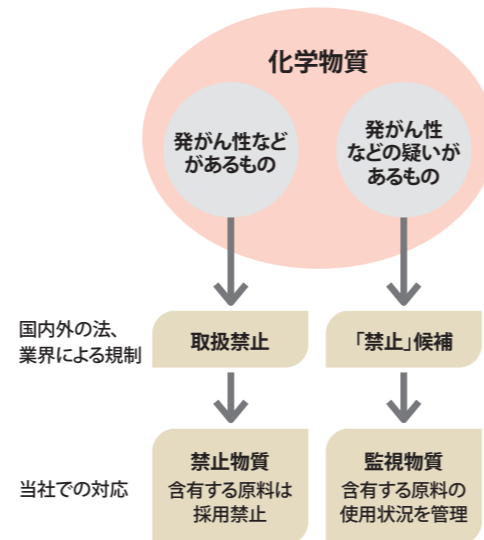 化学物質
発がん性など
があるもの
発がん性
などの疑いが
あるもの
国内外の法、
業界による規制
取扱禁止
「禁止」候補
当社での対応
禁止物質
含有する原料は
採用禁止
監視物質
含有する原料の
使用状況を管理